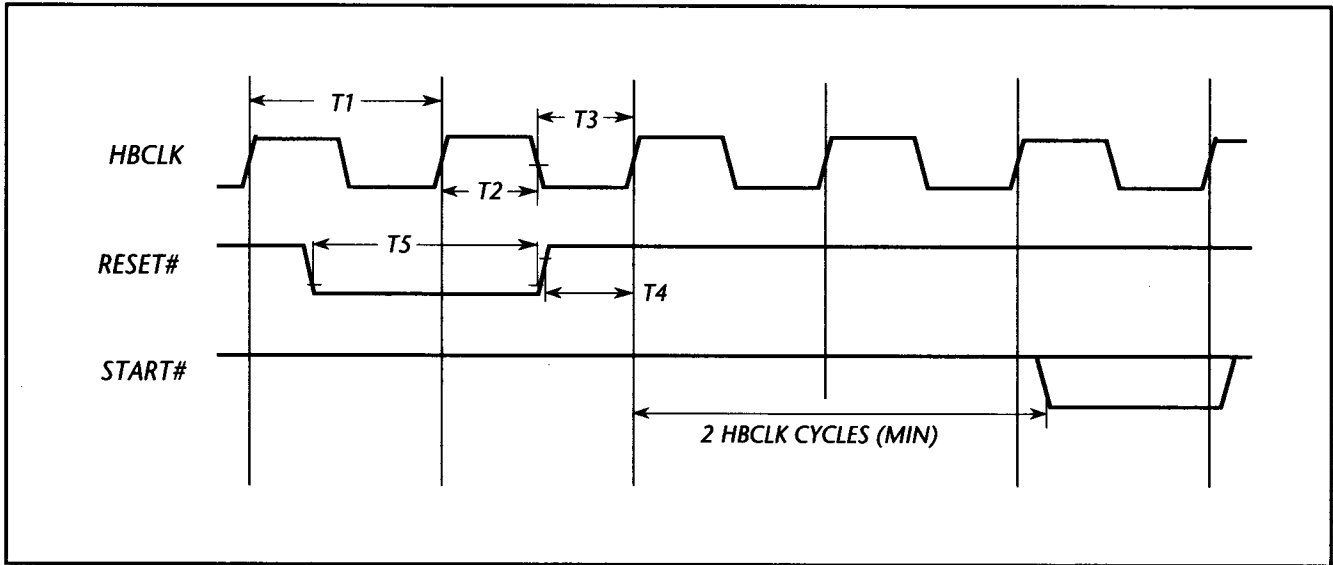 T1
T3
HBCLK
T2
T5
RESET#
T4
START#
2 HBCLK CYCLES (MIN)